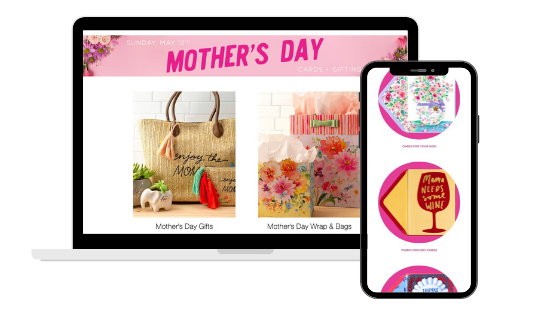 SUNDAY, MAY 12TH
MOTHER'S DAY
CARDS + GIFTING
enjoy the
MOM
Mother's Day Gifts
Mother's Day Wrap & Bags
Mama
NEEDS
some
WINE